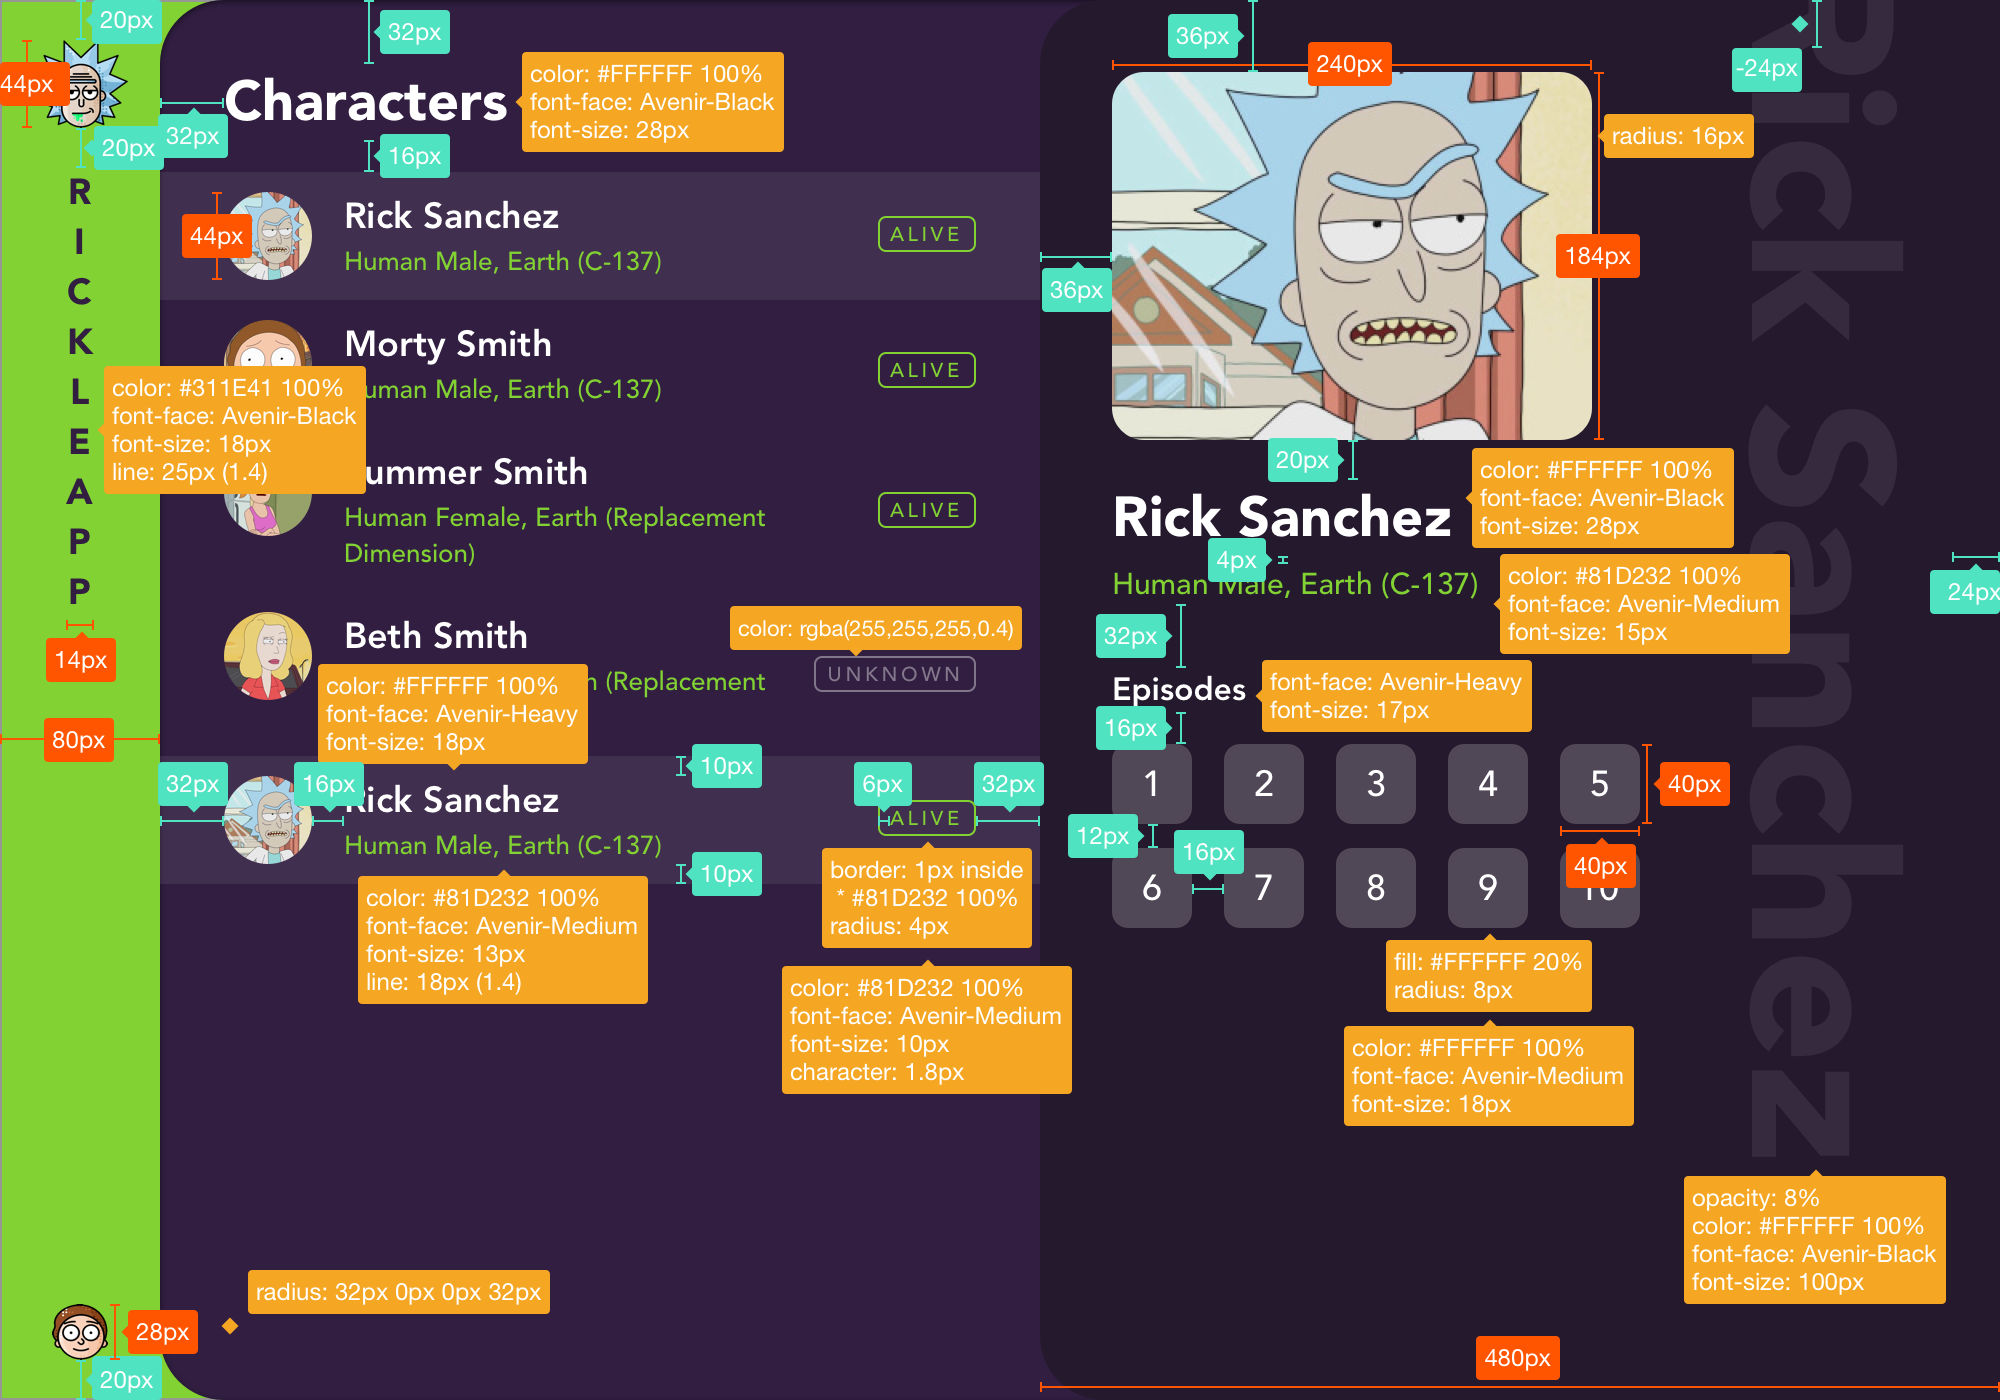 20px
44px
20px
R
I
C
K
L
E
A
P
P
color: #311E41 100%
font-face: Avenir-Black
font-size: 18px
line: 25px (1.4)
14px
80px
28px
20px
32px
32px
Characters
color: #FFFFFF 100%
font-face: Avenir-Black
font-size: 28px
16px
44px
Rick Sanchez
Human Male, Earth (C-137)
ALIVE
Morty Smith
uman Male, Earth (C-137)
ALIVE
ummer Smith
Human Female, Earth (Replacement
Dimension)
ALIVE
Beth Smith
n (Replacement
color: rgba(255,255,255,0.4)
UNKNOWN
color: #FFFFFF 100%
font-face: Avenir-Heavy
font-size: 18px
32px
16px
10px
6px
32px
Rick Sanchez
Human Male, Earth (C-137)
ALIVE
10px
color: #81D232 100%
font-face: Avenir-Medium
font-size: 13px
line: 18px (1.4)
border: 1px inside
* #81D232 100%
radius: 4px
color: #81D232 100%
font-face: Avenir-Medium
font-size: 10px
character: 1.8px
radius: 32px 0px 0px 32px
36px
240px
-24px
radius: 16px
184px
36px
20px
Rick Sanchez
color: #FFFFFF 100%
font-face: Avenir-Black
font-size: 28px
4px
Human Male, Earth (C-137)
color: #81D232 100%
font-face: Avenir-Medium
font-size: 15px
24px
32px
Episodes
font-face: Avenir-Heavy
font-size: 17px
16px
1 2 3 4 5
40px
12px
16px
40px
6 7 8 9 10
fill: #FFFFFF 20%
radius: 8px
color: #FFFFFF 100%
font-face: Avenir-Medium
font-size: 18px
Rick Sanchez
opacity: 8%
color: #FFFFFF 100%
font-face: Avenir-Black
font-size: 100px
480px